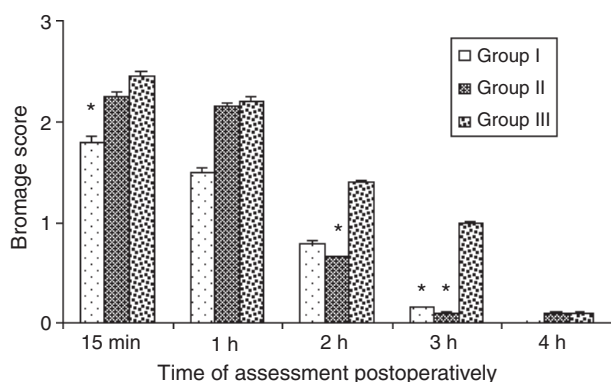 3
2
1
0
Bromage score
*
*
*
*
Group I
Group II
Group III
15 min 1 h 2 h 3 h 4 h
Time of assessment postoperatively